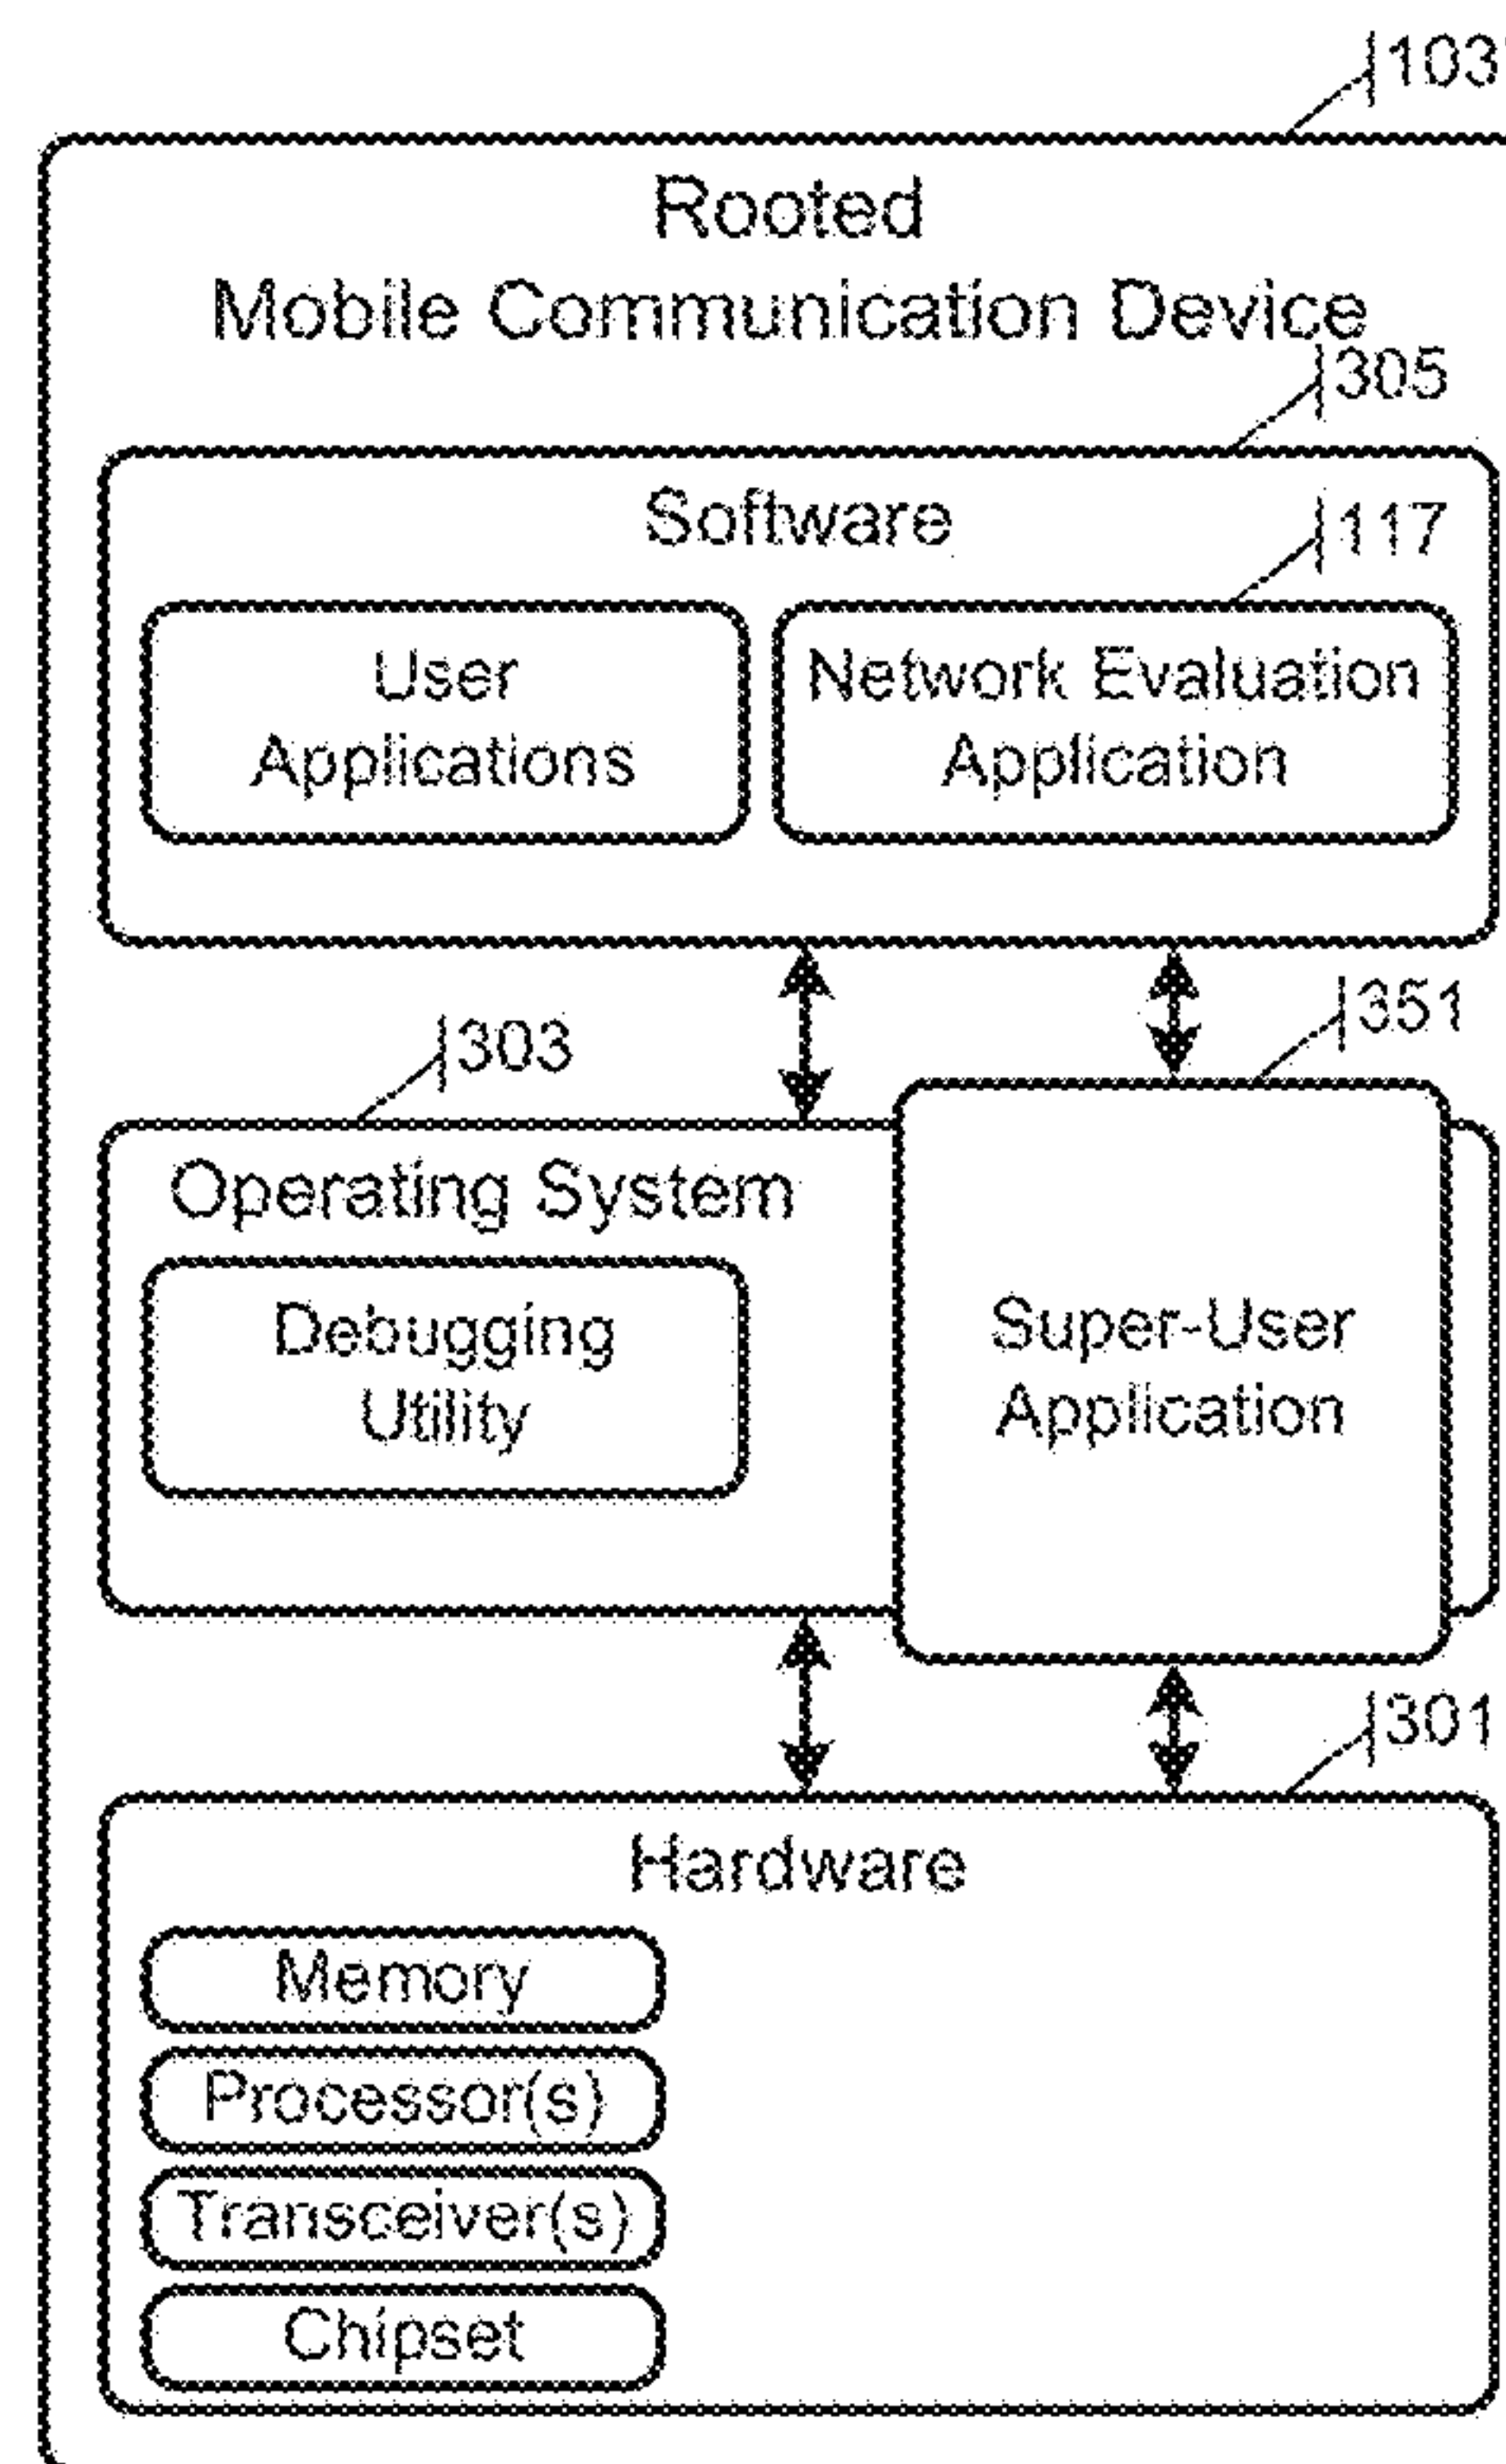 103'
Rooted
Mobile Communication Device
305
Software
117
User
Applications
Network Evaluation
Application
351
303
Operating System
Debugging
Utility
Super-User
Application
301
Hardware
Memory
Processor(s)
Transceiver(s)
Chipset